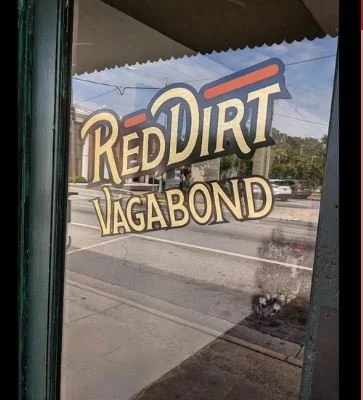 RED DIRT
VAGABOND